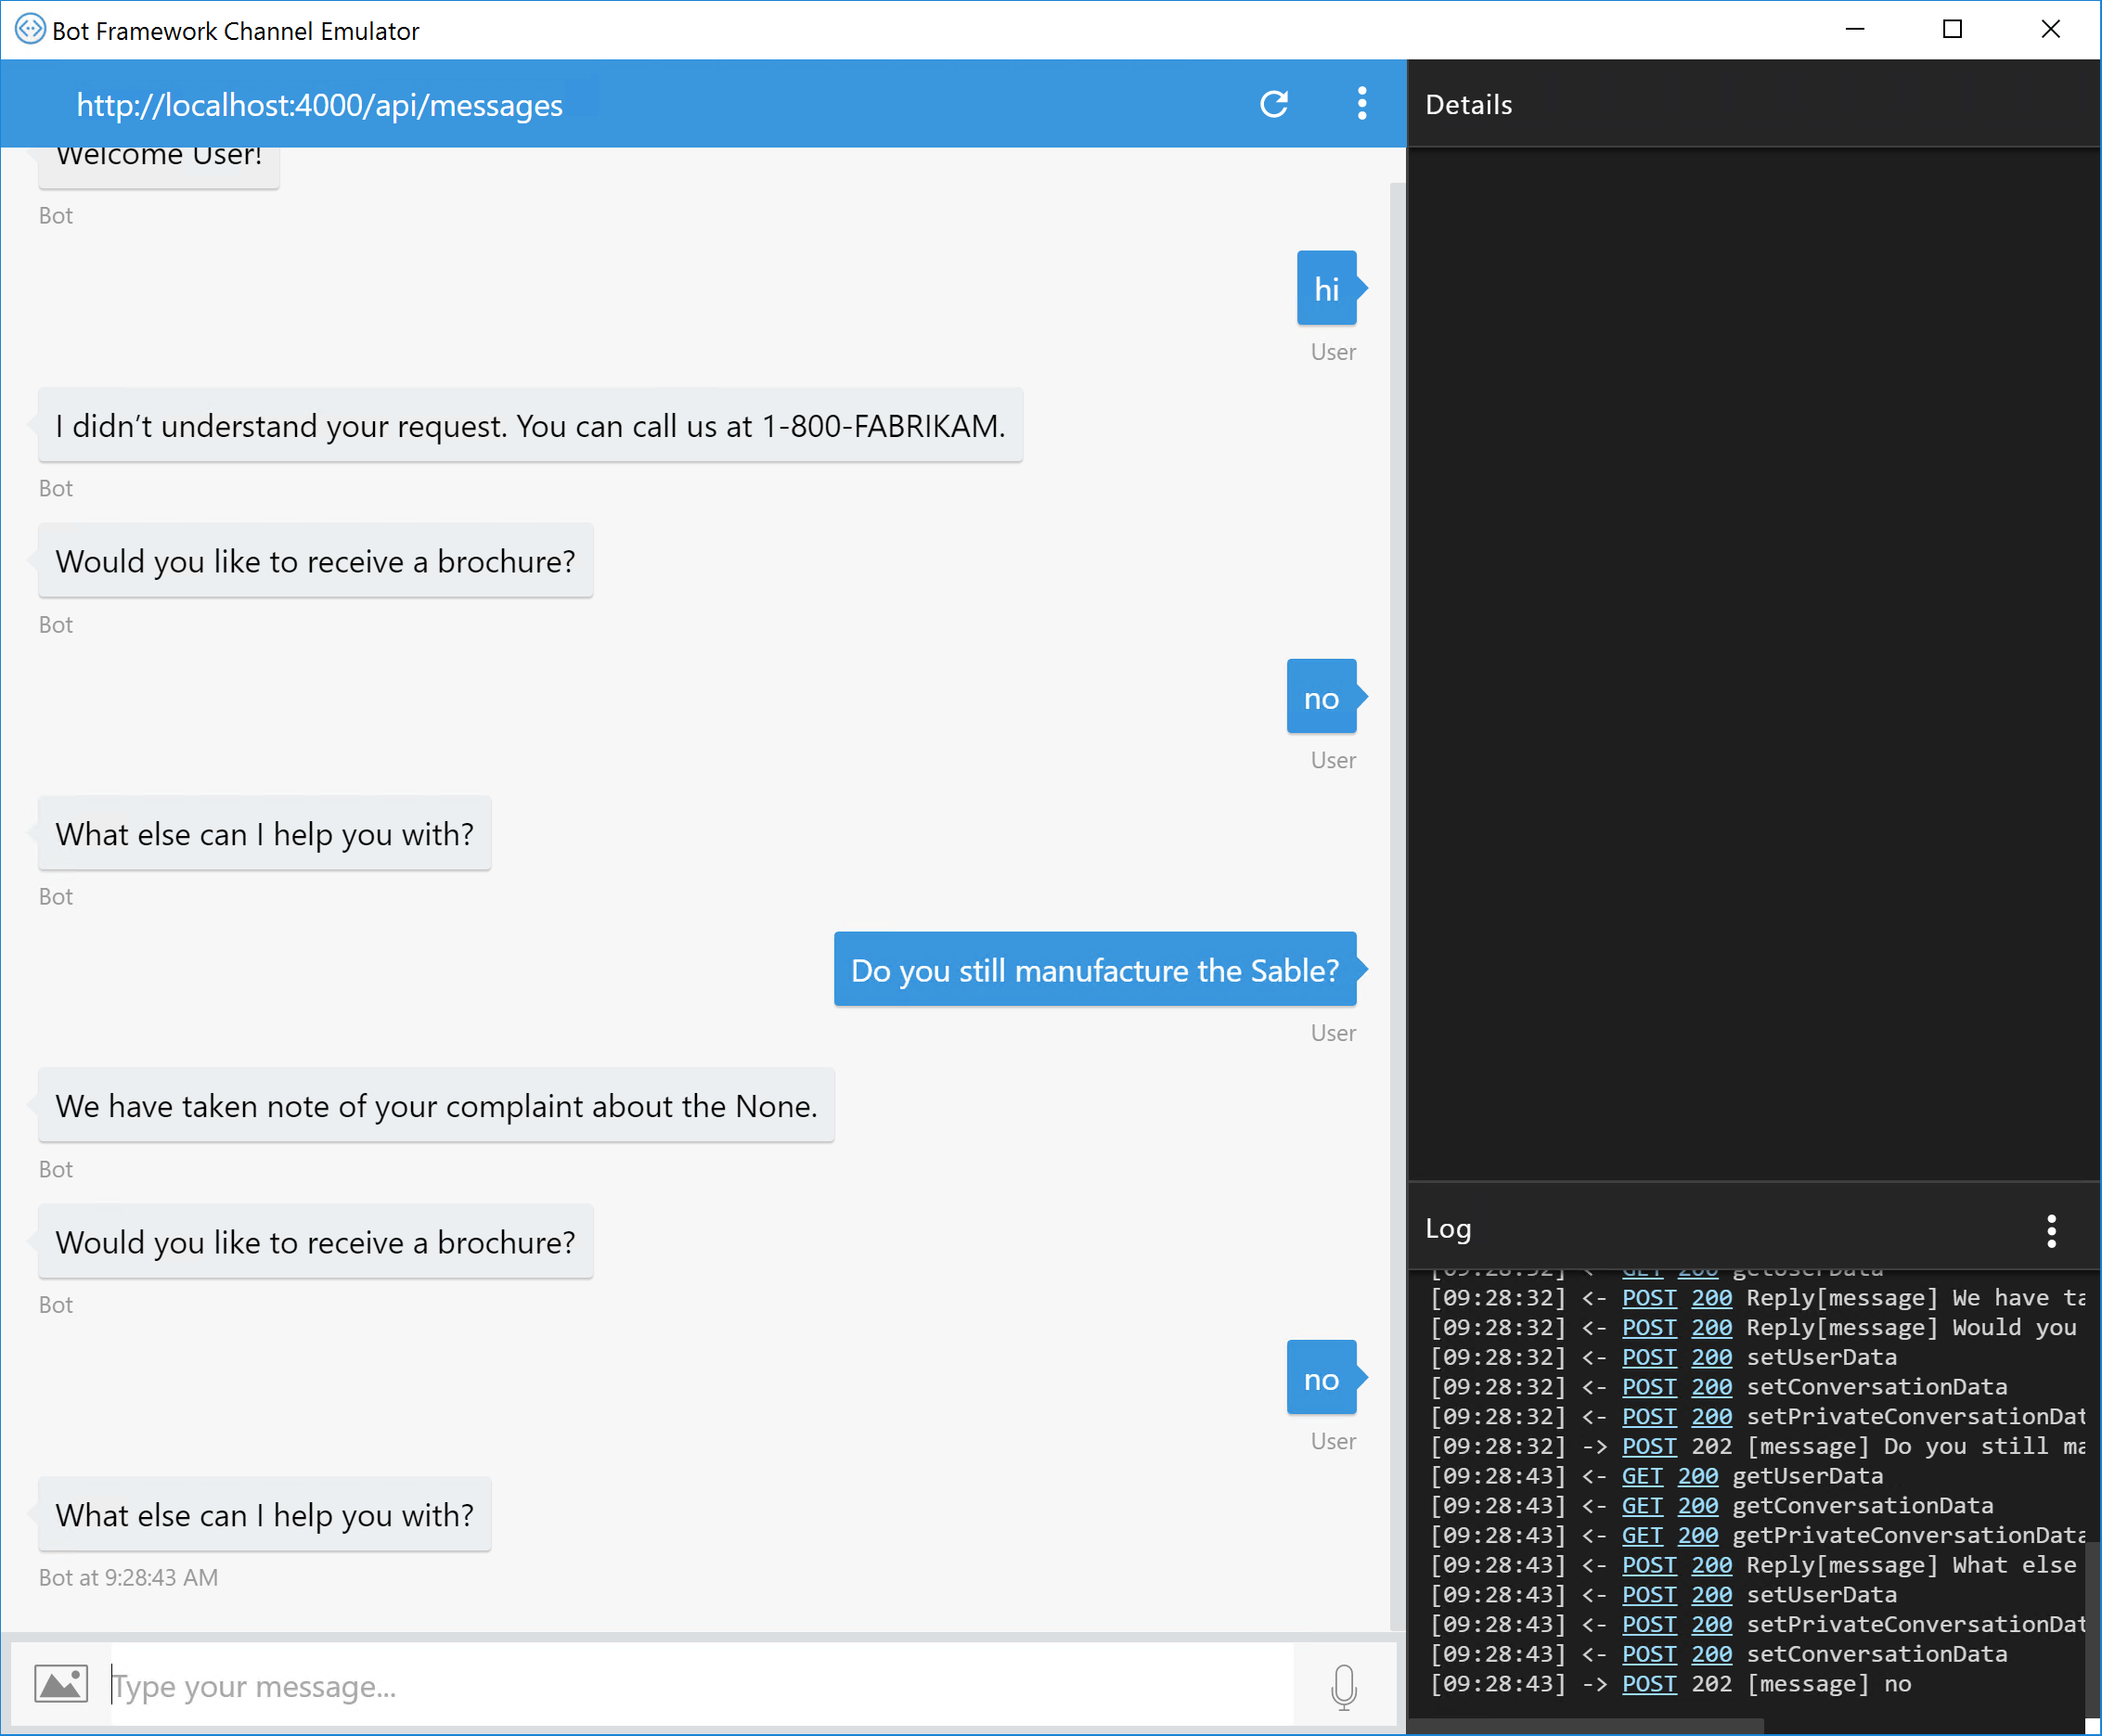 Bot Framework Channel Emulator
http://localhost:4000/api/messages
Welcome User!
Bot
hi
User
I didn’t understand your request. You can call us at 1-800-FABRIKAM.
Bot
Would you like to receive a brochure?
Bot
no
User
What else can I help you with?
Bot
Do you still manufacture the Sable?
User
We have taken note of your complaint about the None.
Bot
Would you like to receive a brochure?
Bot
no
User
What else can I help you with?
Bot at 9:28:43 AM
Type your message...
Details
Log
[09:28:32] <- GET 200 getUserData
[09:28:32] <- POST 200 Reply[message] We have ta
[09:28:32] <- POST 200 Reply[message] Would you
[09:28:32] <- POST 200 setUserData
[09:28:32] <- POST 200 setConversationData
[09:28:32] <- POST 200 setPrivateConversationDat
[09:28:32] -> POST 202 [message] Do you still ma
[09:28:43] <- GET 200 getUserData
[09:28:43] <- GET 200 getConversationData
[09:28:43] <- GET 200 getPrivateConversationData
[09:28:43] <- POST 200 Reply[message] What else
[09:28:43] <- POST 200 setUserData
[09:28:43] <- POST 200 setPrivateConversationDat
[09:28:43] <- POST 200 setConversationData
[09:28:43] -> POST 202 [message] no